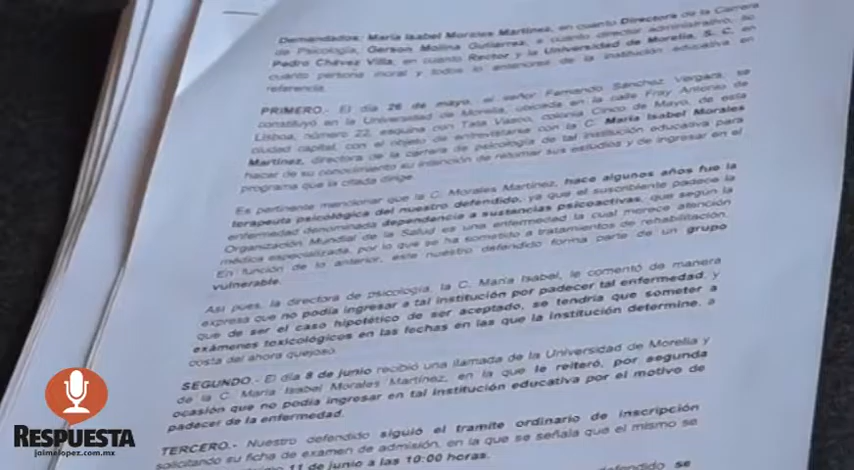 Demandados: María Isabel Morales Martínez, en cuanto Directora de la Carrera
de Psicología, Gerson Molina Gutiérrez, a cuanto director administrativo, lic
Pedro Chávez Villa, en cuanto Rector y la Universidad de Morelia, S. C. en
cuanto persona moral y todos lo anteriores de la institución educativa en
referencia.
PRIMERO.- El día 26 de mayo, el señor Fernando Sánchez Vergara, se
constituyó en la Universidad de Morelia, ubicada en la calle Fray Antonio de
Lisboa, número 22, esquina con Tata Vasco, colonia Cinco de Mayo, de esta
ciudad capital, con el objeto de entrevistarse con la C. María Isabel Morales
Martínez, directora de la carrera de psicología de tal institución educativa para
hacer de su conocimiento su intención de retomar sus estudios y de ingresar en el
programa que la citada dirige.
Es pertinente mencionar que la C. Morales Martínez, hace algunos años fue la
terapeuta psicológica del nuestro defendido, ya que el suscribiente padece la
enfermedad denominada dependencia a sustancias psicoactivas, que según la
Organización Mundial de la Salud es una enfermedad la cual merece atención
médica especializada, por lo que se ha sometido a tratamientos de rehabilitación.
En función de lo anterior, este nuestro defendido forma parte de un grupo
vulnerable.
Así pues, la directora de psicología, la C. María Isabel, le comentó de manera
expresa que no podía ingresar a tal institución por padecer tal enfermedad, y
que de ser el caso hipotético de ser aceptado, se tendría que someter a
exámenes toxicológicos en las fechas en las que la institución determine, a
costa del ahora quejoso.
SEGUNDO.- El día 8 de junio recibió una llamada de la Universidad de Morelia y
de la C. María Isabel Morales Martínez, en la que le reiteró, por segunda
ocasión que no podía ingresar en tal institución educativa por el motivo de
padecer de la enfermedad.
TERCERO.- Nuestro defendido siguió el tramite ordinario de inscripción
solicitando su ficha de examen de admisión, en la que se señala que el mismo se
11 de junio a las 10:00 horas.
defendido se
RESPUESTA
jaimelopez.com.mx